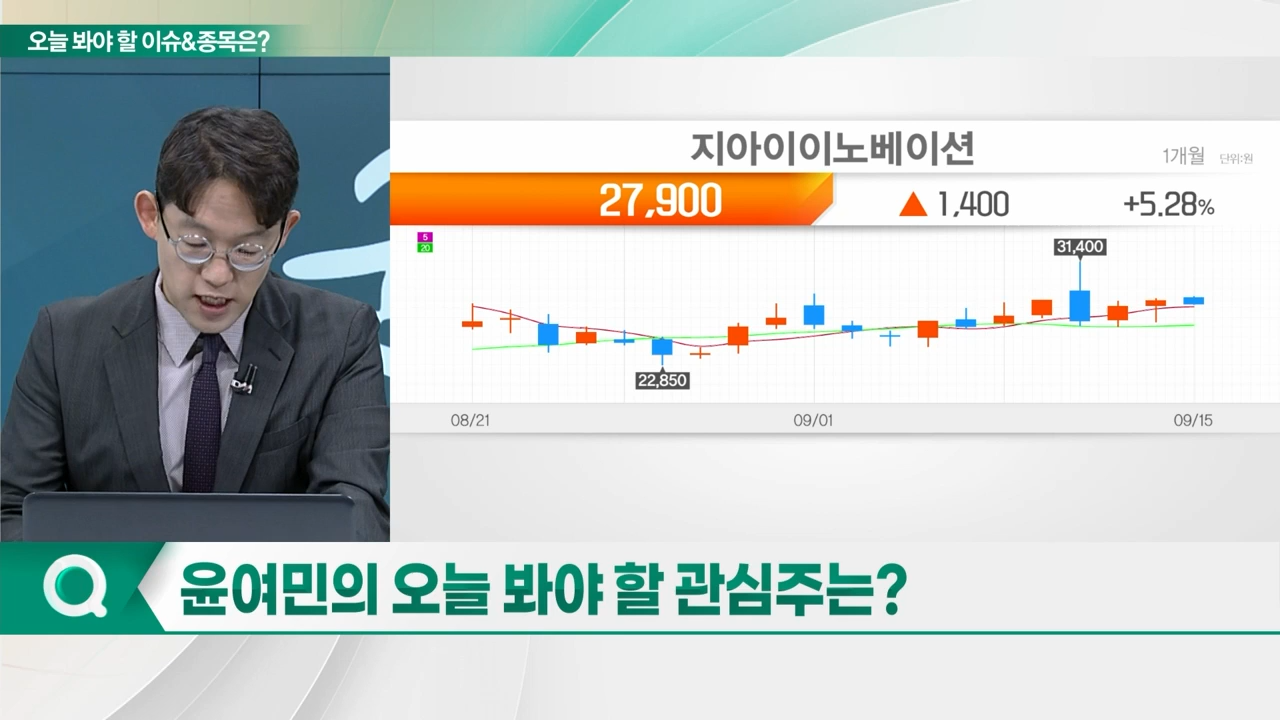 오늘 봐야 할 이슈&종목은?
지아이이노베이션
1개월 단위:원
27,900 ▲ 1,400 +5.28%
5
20
31,400
22,850
08/21 09/01 09/15
윤여민의 오늘 봐야 할 관심주는?